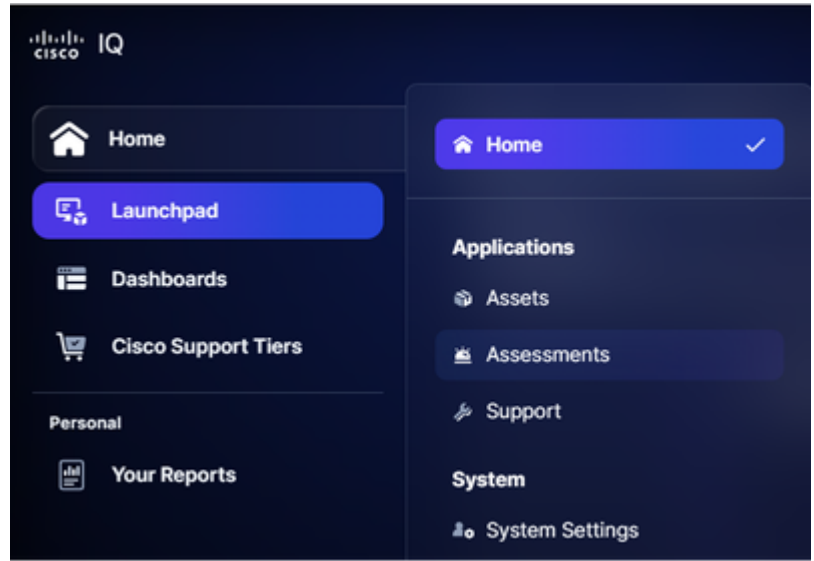 cisco IQ
Home
Launchpad
Dashboards
Cisco Support Tiers
Personal
Your Reports
Home
Applications
Assets
Assessments
Support
System
System Settings